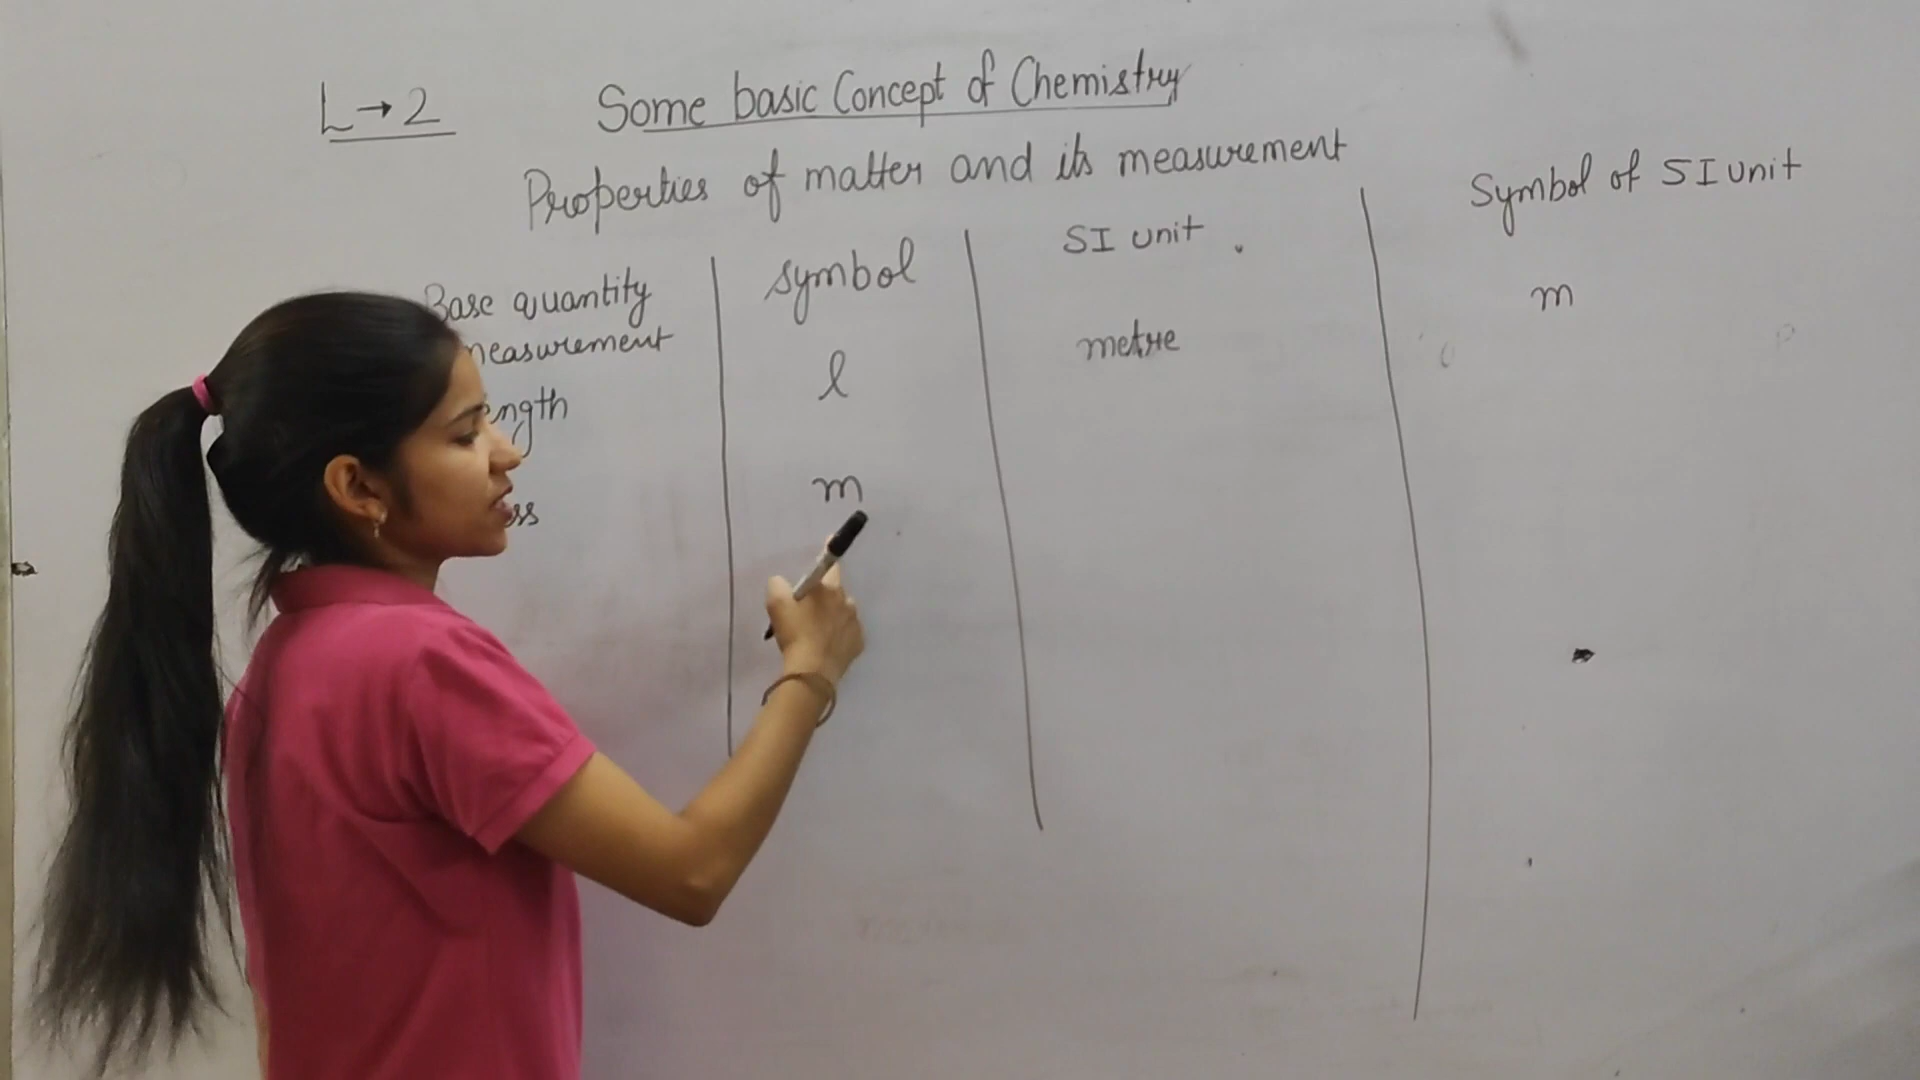 L → 2 Some basic Concept of Chemistry
Properties of matter and its measurement
Base quantity symbol SI unit Symbol of SI unit
measurement
l metre m
m